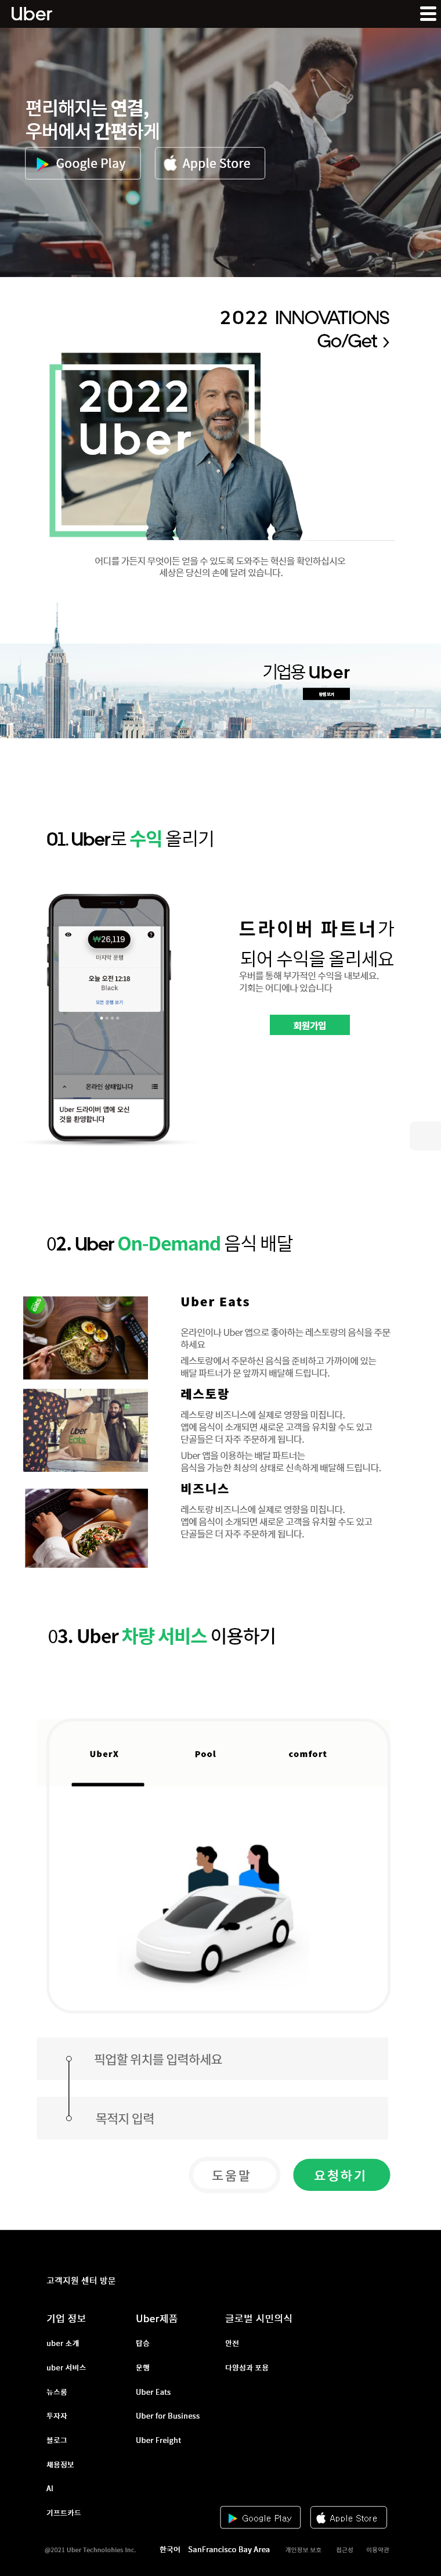 Uber
편리해지는 연결,
우버에서 간편하게
Google Play
Apple Store
2022 INNOVATIONS
Go/Get >
2022
Uber
어디를 가든지 무엇이든 얻을 수 있도록 도와주는 혁신을 확인하십시오
세상은 당신의 손에 달려 있습니다.
기업용 Uber
01. Uber로 수익 올리기
₩26,119
마지막 운행
오늘 오전 12:18
Black
모든 운행 보기
온라인 상태입니다
Uber 드라이버 앱에 오신
것을 환영합니다
드라이버 파트너가
되어 수익을 올리세요
우버를 통해 부가적인 수익을 내보세요.
기회는 어디에나 있습니다
회원가입
02. Uber On-Demand 음식 배달
Uber Eats
온라인이나 Uber 앱으로 좋아하는 레스토랑의 음식을 주문
하세요
레스토랑에서 주문하신 음식을 준비하고 가까이에 있는
배달 파트너가 문 앞까지 배달해 드립니다.
Uber
Eats
레스토랑
레스토랑 비즈니스에 실제로 영향을 미칩니다.
앱에 음식이 소개되면 새로운 고객을 유치할 수도 있고
단골들은 더 자주 주문하게 됩니다.
Uber 앱을 이용하는 배달 파트너는
음식을 가능한 최상의 상태로 신속하게 배달해 드립니다.
비즈니스
레스토랑 비즈니스에 실제로 영향을 미칩니다.
앱에 음식이 소개되면 새로운 고객을 유치할 수도 있고
단골들은 더 자주 주문하게 됩니다.
03. Uber 차량 서비스 이용하기
UberX
Pool
comfort
픽업할 위치를 입력하세요
목적지 입력
도움말
요청하기
고객지원 센터 방문
기업 정보
Uber제품
글로벌 시민의식
uber 소개
탑승
안전
uber 서비스
운행
다양성과 포용
뉴스룸
Uber Eats
투자자
Uber for Business
블로그
Uber Freight
채용정보
AI
기프트카드
Google Play
Apple Store
@2021 Uber Technolohies Inc.
한국어
SanFrancisco Bay Area
개인정보 보호
접근성
이용약관